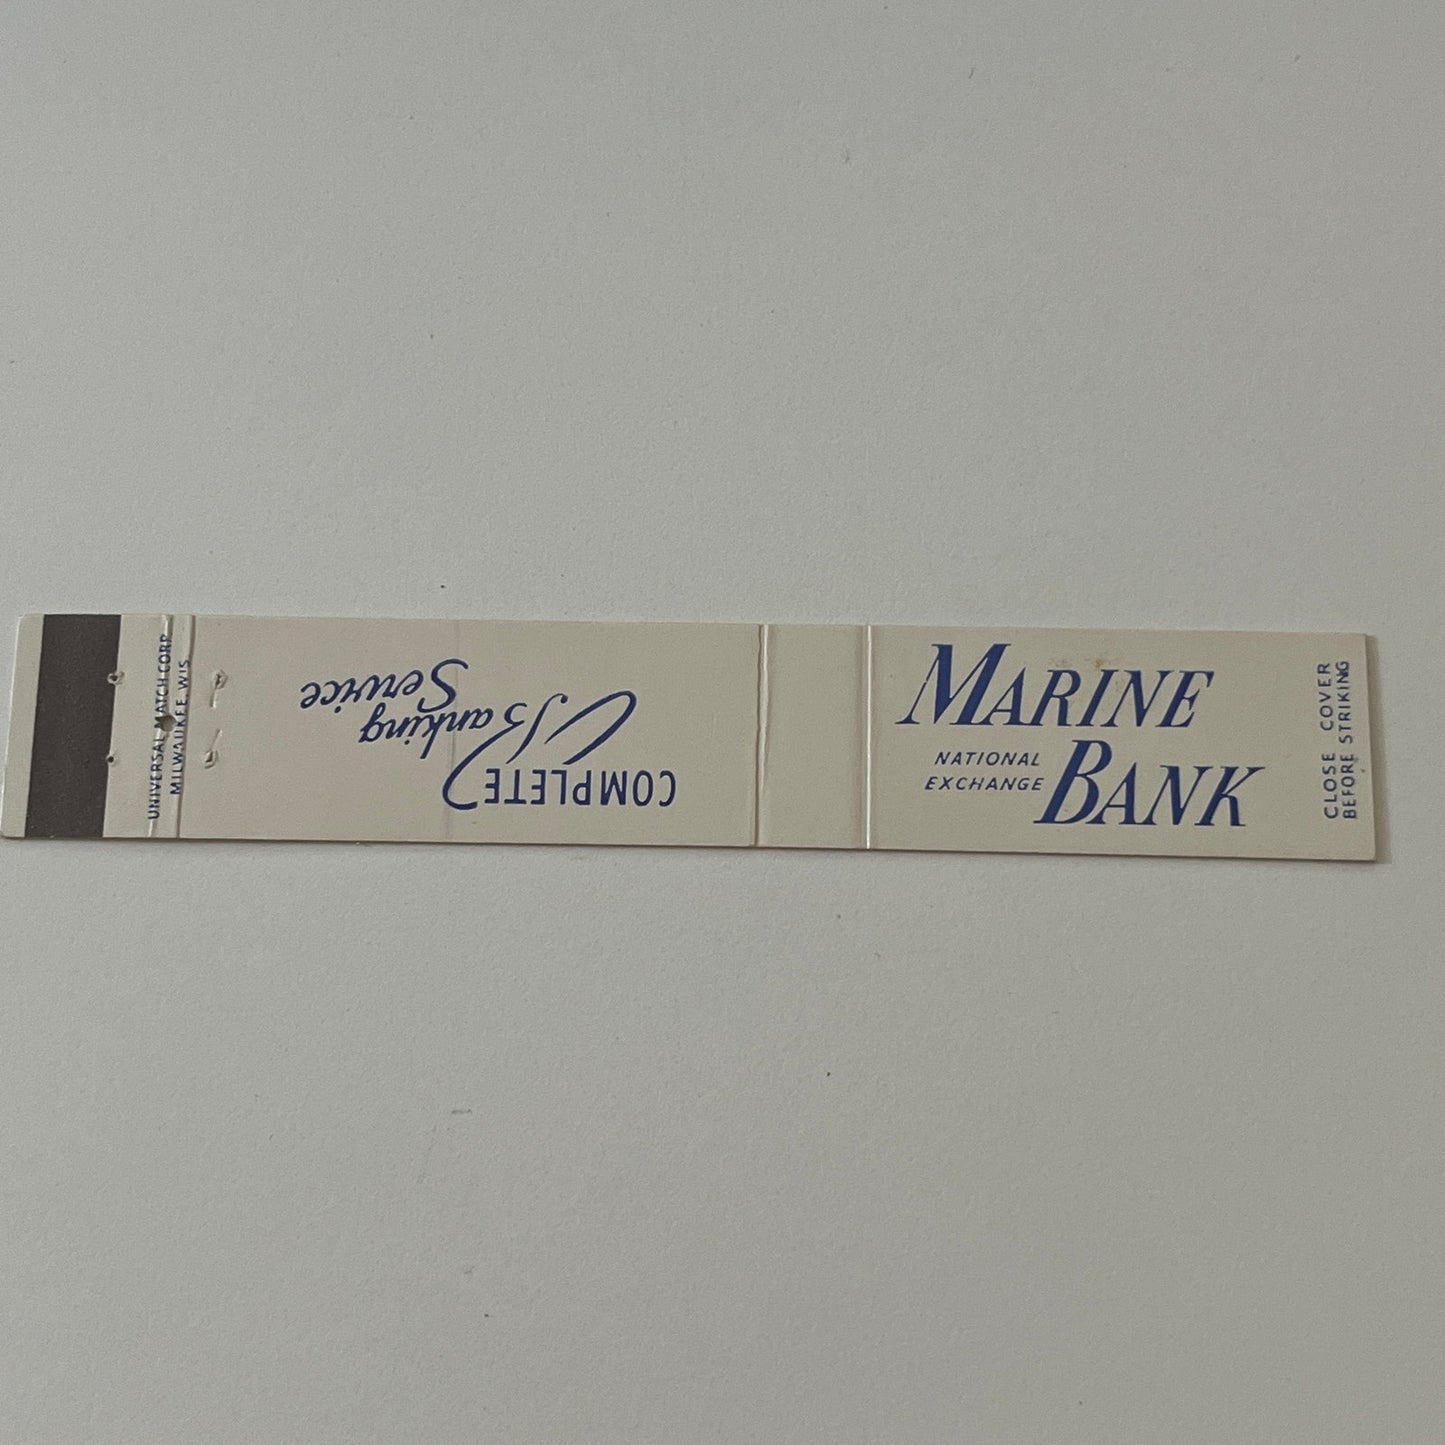 MARINE
NATIONAL
EXCHANGE
BANK
CLOSE COVER
BEFORE STRIKING
COMPLETE
Banking
Service
UNIVERSAL MATCH CORP
MILWAUKEE, WIS.